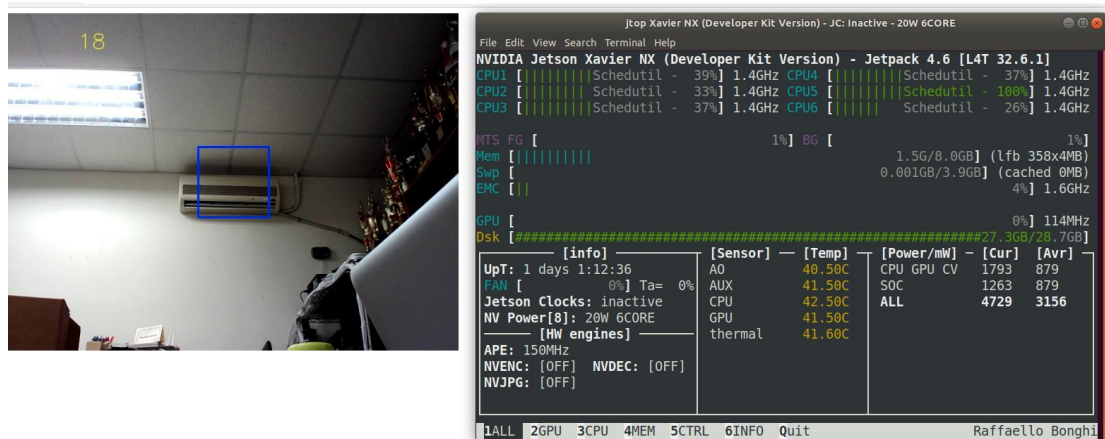 18
jtop Xavier NX (Developer Kit Version) - JC: Inactive - 20W 6CORE
File Edit View Search Terminal Help
NVIDIA Jetson Xavier NX (Developer Kit Version) - Jetpack 4.6 [L4T 32.6.1]
CPU1 [|||||||||Schedutil - 39%] 1.4GHz CPU4 [|||||||||Schedutil - 37%] 1.4GHz
CPU2 [|||||||| Schedutil - 33%] 1.4GHz CPU5 [|||||||||Schedutil - 100%] 1.4GHz
CPU3 [|||||||||Schedutil - 37%] 1.4GHz CPU6 [|||||| Schedutil - 26%] 1.4GHz
MTS FG [ 1%] BG [ 1%]
Mem [|||||||||| 1.5G/8.0GB] (lfb 358x4MB)
Swp [ 0.001GB/3.9GB] (cached 0MB)
EMC [|| 4%] 1.6GHz
GPU [ 0%] 114MHz
Dsk [############################################################27.3GB/28.7GB]
[info] [Sensor] [Temp] [Power/mW] [Cur] [Avr]
UpT: 1 days 1:12:36 AO 40.50C CPU GPU CV 1793 879
FAN [ 0%] Ta= 0% AUX 41.50C SOC 1263 879
Jetson Clocks: inactive CPU 42.50C ALL 4729 3156
NV Power[8]: 20W 6CORE GPU 41.50C
[HW engines] thermal 41.60C
APE: 150MHz
NVENC: [OFF] NVDEC: [OFF]
NVJPG: [OFF]
1ALL 2GPU 3CPU 4MEM 5CTRL 6INFO Quit Raffaello Bonghi